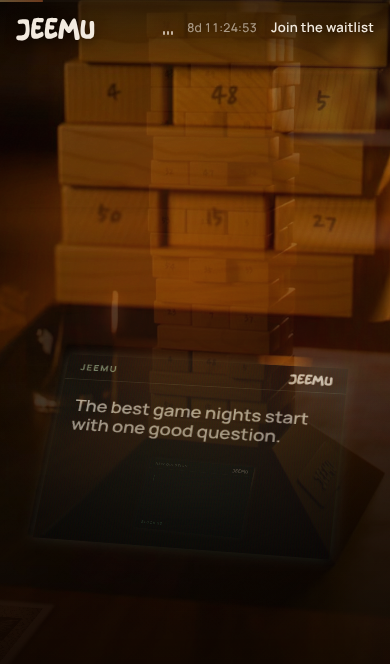 JEEMU
... 8d 11:24:53 Join the waitlist
4 48 5
50 15 27
JEEMU
JEEMU
The best game nights start
with one good question.
JEEMU